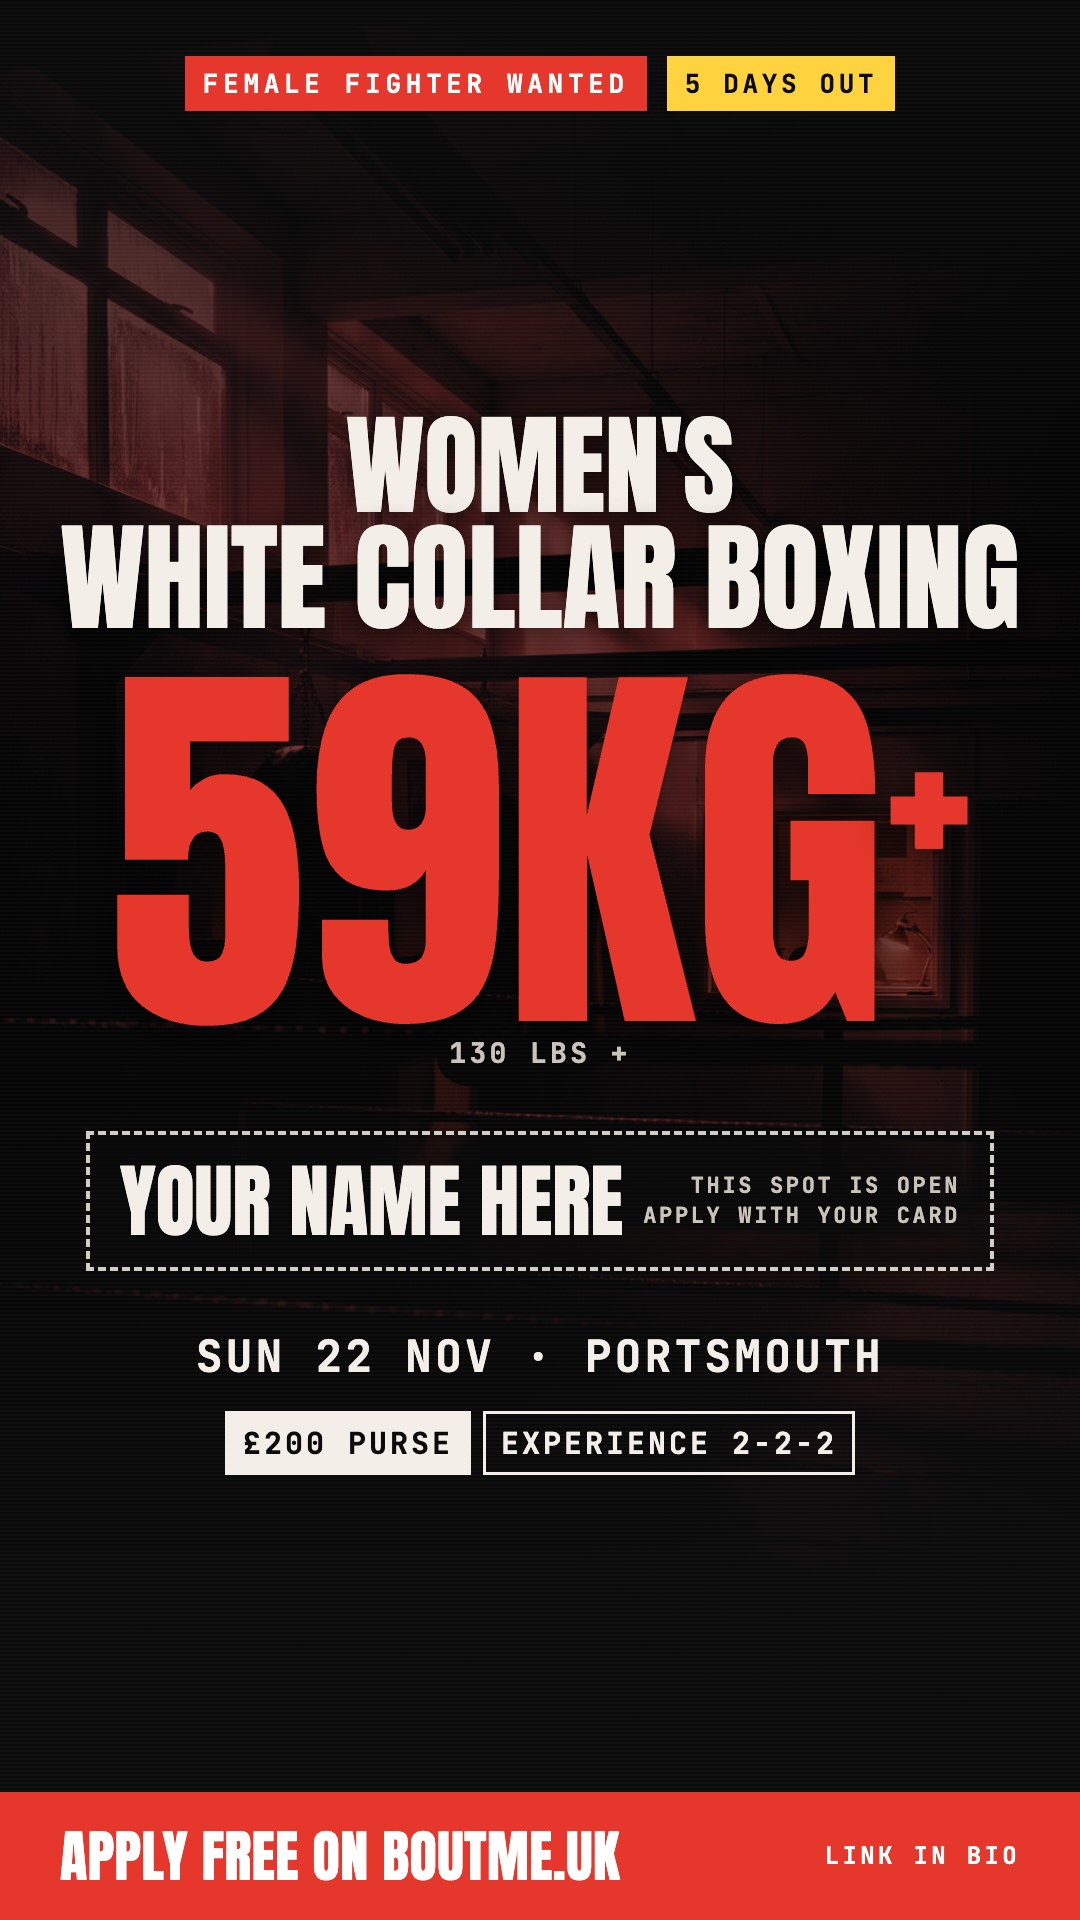 FEMALE FIGHTER WANTED
5 DAYS OUT
WOMEN'S
WHITE COLLAR BOXING
59KG+
130 LBS +
YOUR NAME HERE
THIS SPOT IS OPEN
APPLY WITH YOUR CARD
SUN 22 NOV · PORTSMOUTH
£200 PURSE
EXPERIENCE 2-2-2
APPLY FREE ON BOUTME.UK
LINK IN BIO